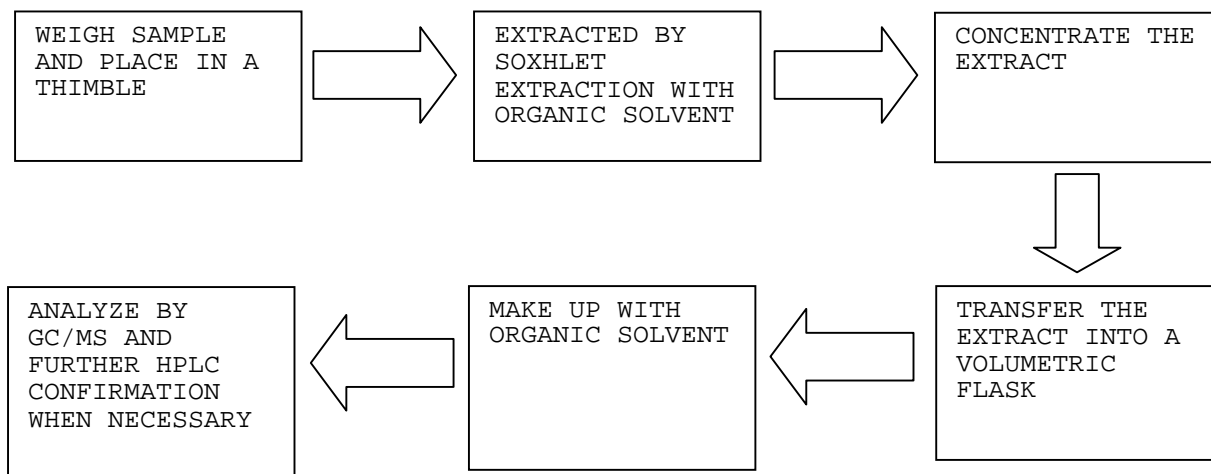 WEIGH SAMPLE
AND PLACE IN A
THIMBLE
EXTRACTED BY
SOXHLET
EXTRACTION WITH
ORGANIC SOLVENT
CONCENTRATE THE
EXTRACT
TRANSFER THE
EXTRACT INTO A
VOLUMETRIC
FLASK
MAKE UP WITH
ORGANIC SOLVENT
ANALYZE BY
GC/MS AND
FURTHER HPLC
CONFIRMATION
WHEN NECESSARY